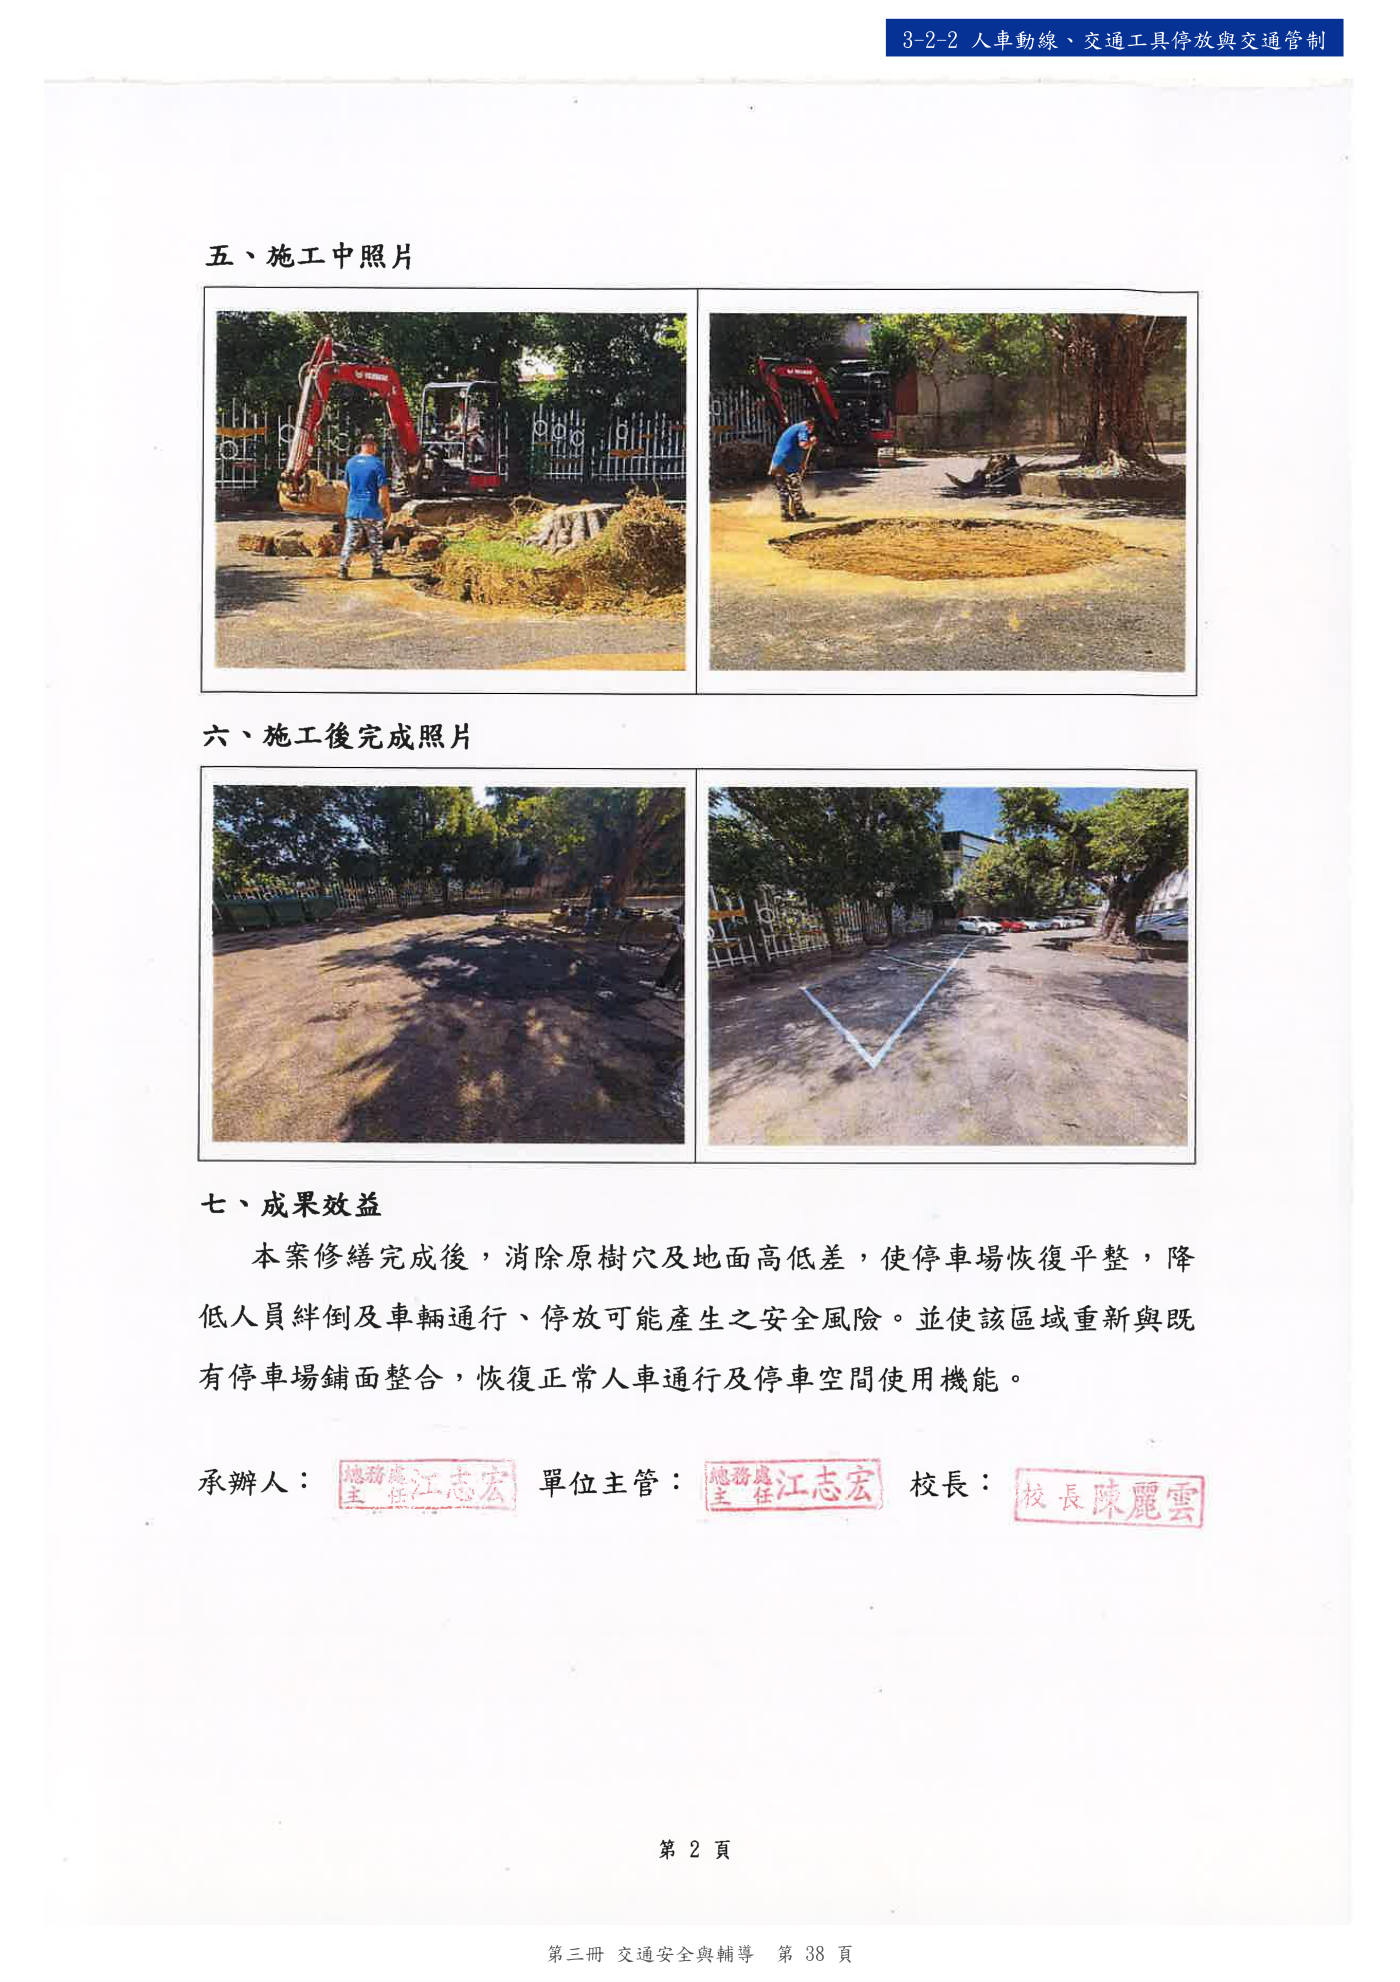 3-2-2 人車動線、交通工具停放與交通管制
五、施工中照片
六、施工後完成照片
七、成果效益
本案修繕完成後，消除原樹穴及地面高低差，使停車場恢復平整，降
低人員絆倒及車輛通行、停放可能產生之安全風險。並使該區域重新與既
有停車場鋪面整合，恢復正常人車通行及停車空間使用機能。
承辦人： 總務處主任 江志宏 單位主管： 總務處主任 江志宏 校長： 校長 陳麗雲
第 2 頁
第三冊 交通安全與輔導 第 38 頁